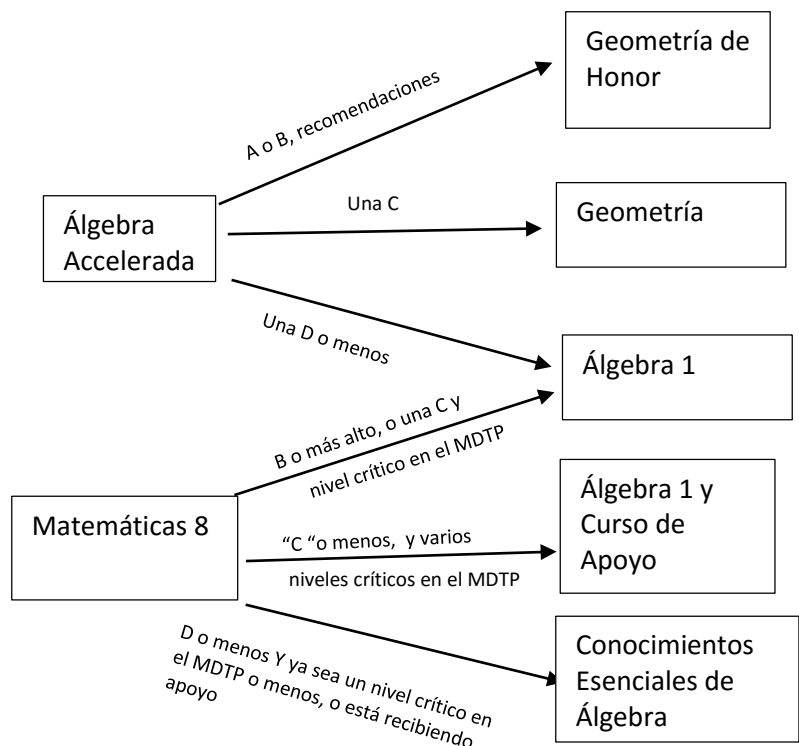 Geometría de
Honor
A o B, recomendaciones
Una C
Geometría
Álgebra
Accelerada
Una D o menos
Álgebra 1
B o más alto, o una C y
nivel crítico en el MDTP
Matemáticas 8
Álgebra 1 y
Curso de
Apoyo
“C “o menos, y varios
niveles críticos en el MDTP
D o menos Y ya sea un nivel crítico en
el MDTP o menos, o está recibiendo
apoyo
Conocimientos
Esenciales de
Álgebra